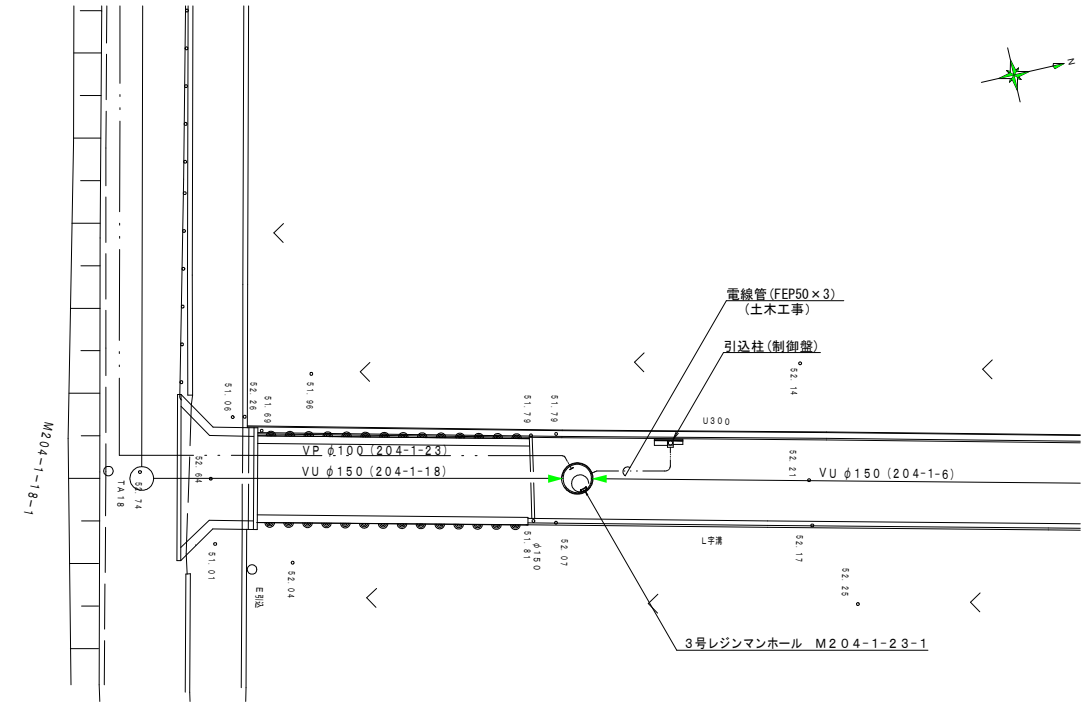 N
電線管(FEP50×3)
(土木工事)
引込柱(制御盤)
52.14
51.96
51.06
52.26
51.69
51.79
51.79
U300
VP φ100(204-1-23)
VU φ150(204-1-18)
52.64
52.21
VU φ150(204-1-6)
M204-1-18-1
TA18
52.74
51.01
52.04
E引込
51.81
φ150
52.07
L字溝
52.17
52.25
3号レジンマンホール M204-1-23-1